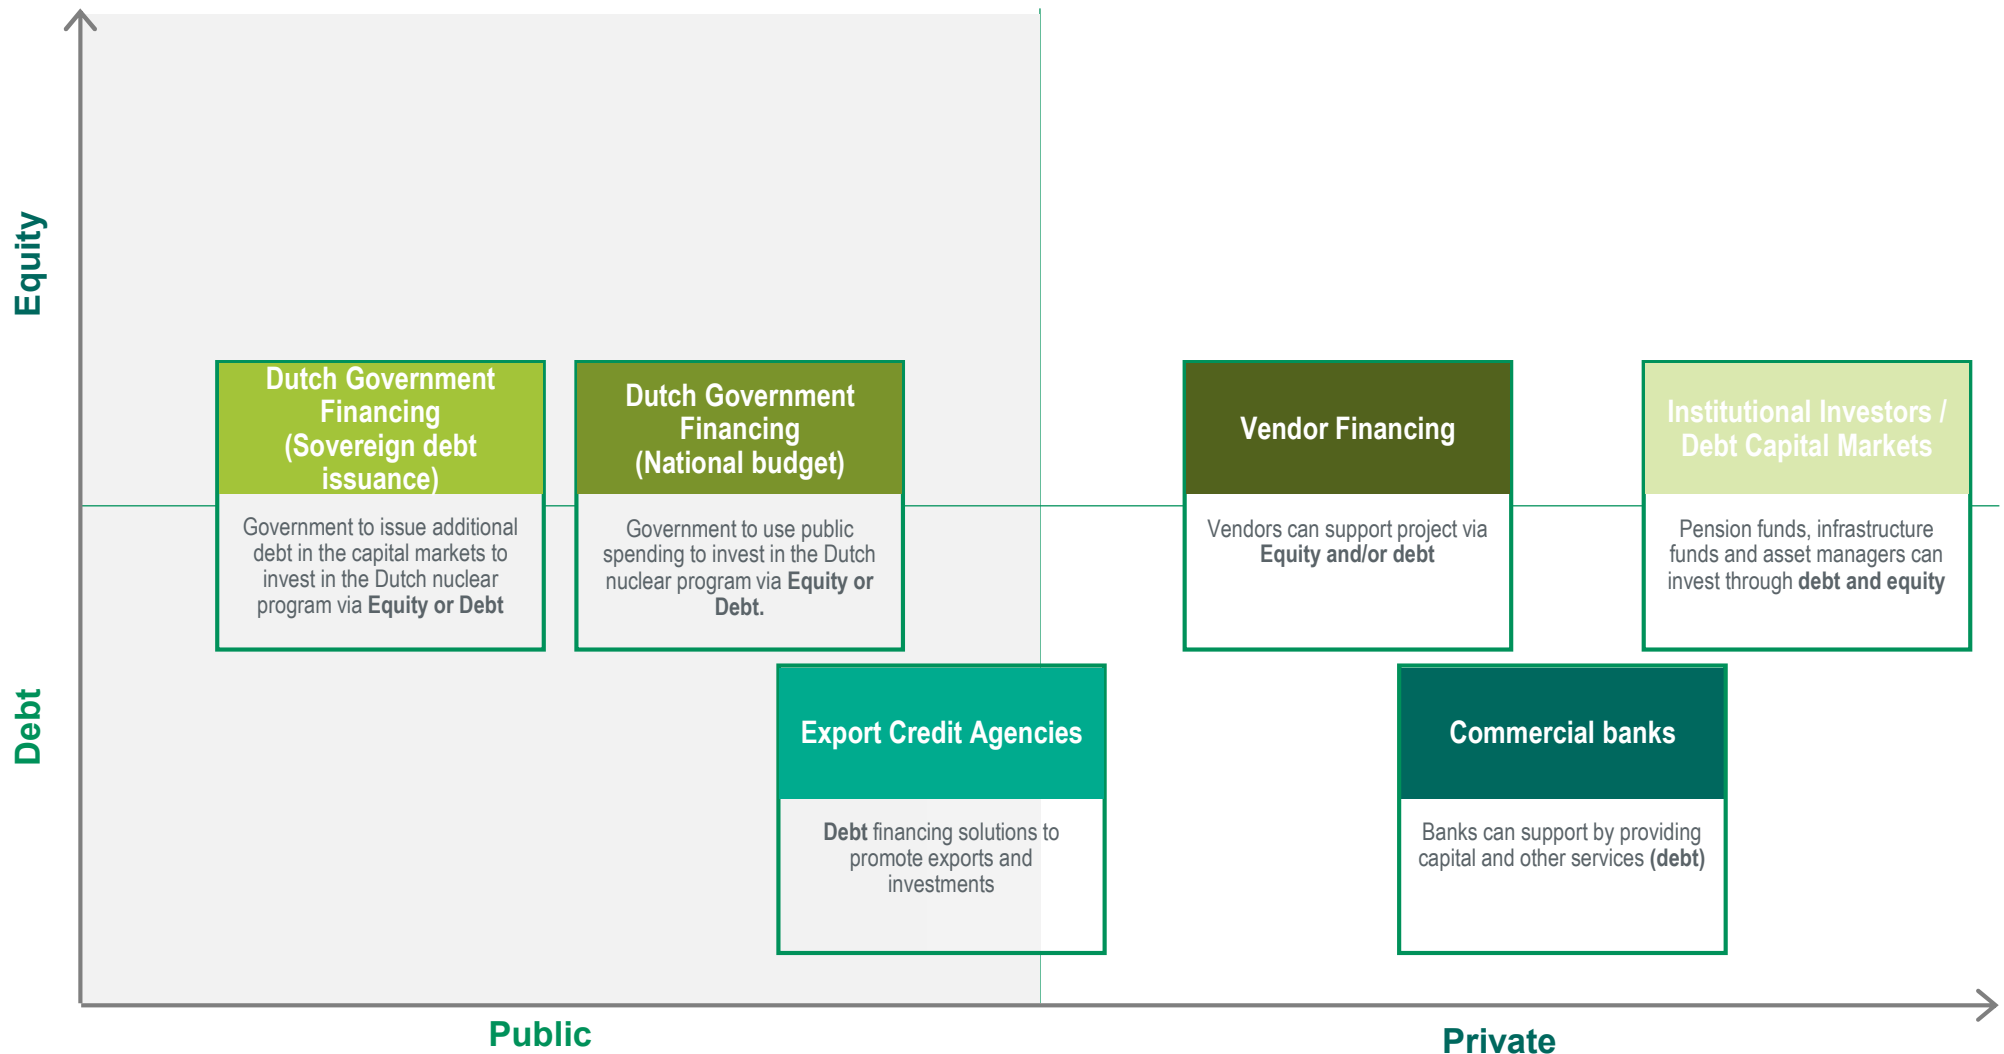 Equity
Debt
Dutch Government
Financing
(Sovereign debt
issuance)
Government to issue additional
debt in the capital markets to
invest in the Dutch nuclear
program via Equity or Debt
Dutch Government
Financing
(National budget)
Government to use public
spending to invest in the Dutch
nuclear program via Equity or
Debt.
Vendor Financing
Vendors can support project via
Equity and/or debt
Institutional Investors /
Debt Capital Markets
Pension funds, infrastructure
funds and asset managers can
invest through debt and equity
Export Credit Agencies
Debt financing solutions to
promote exports and
investments
Commercial banks
Banks can support by providing
capital and other services (debt)
Public
Private